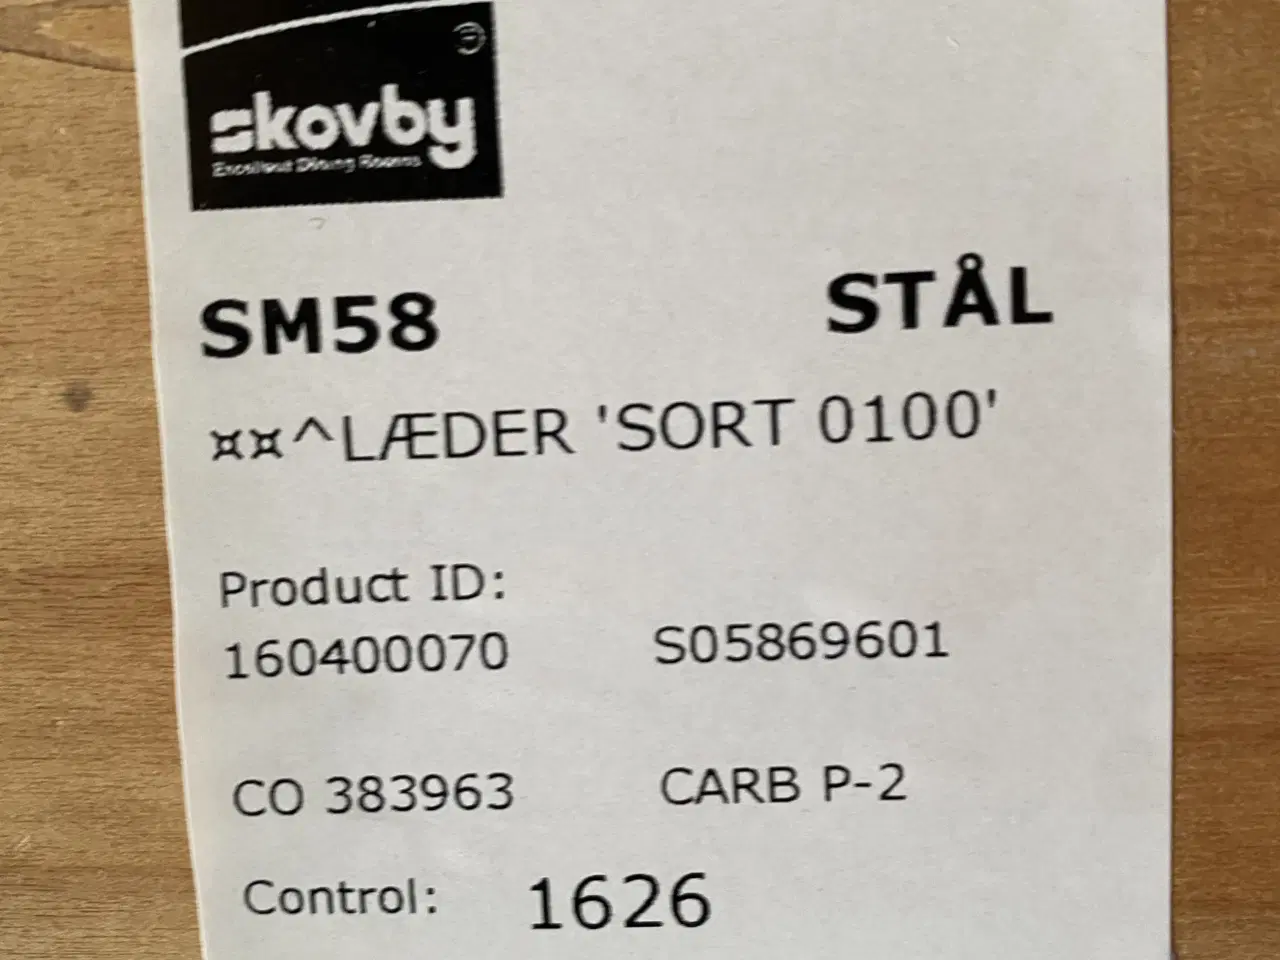 skovby®
Excellent Dining Rooms
SM58 STÅL
¤¤^LÆDER 'SORT 0100'
Product ID:
160400070 S05869601
CO 383963 CARB P-2
Control: 1626